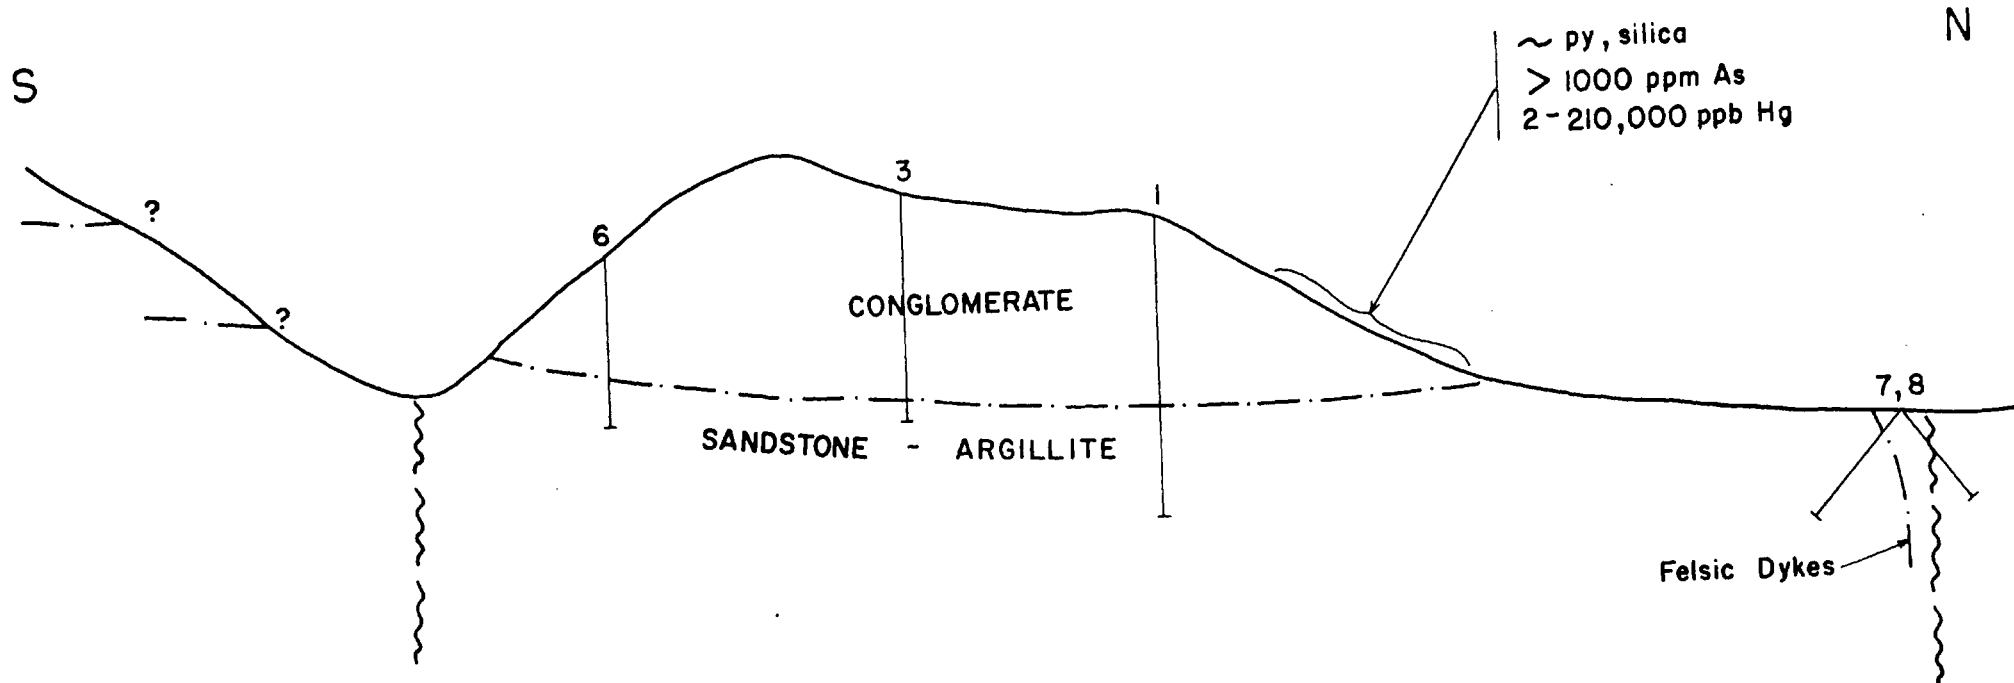 S
N
~ py, silica
> 1000 ppm As
2-210,000 ppb Hg
?
?
6
3
1
CONGLOMERATE
SANDSTONE - ARGILLITE
7,8
Felsic Dykes